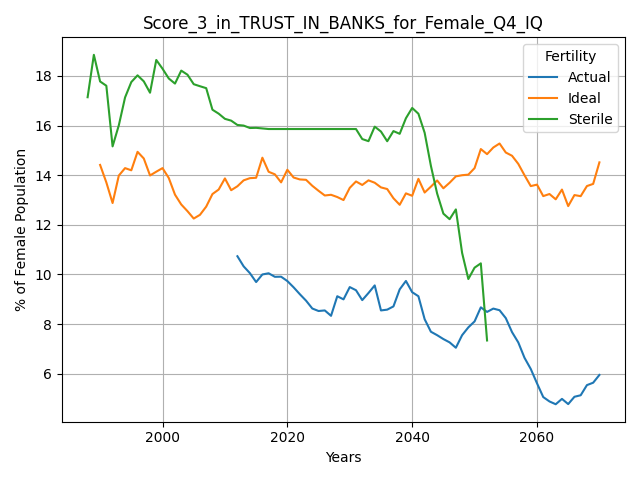 Score_3_in_TRUST_IN_BANKS_for_Female_Q4_IQ
Fertility
Actual
Ideal
Sterile
% of Female Population
18
16
14
12
10
8
6
2000
2020
2040
2060
Years